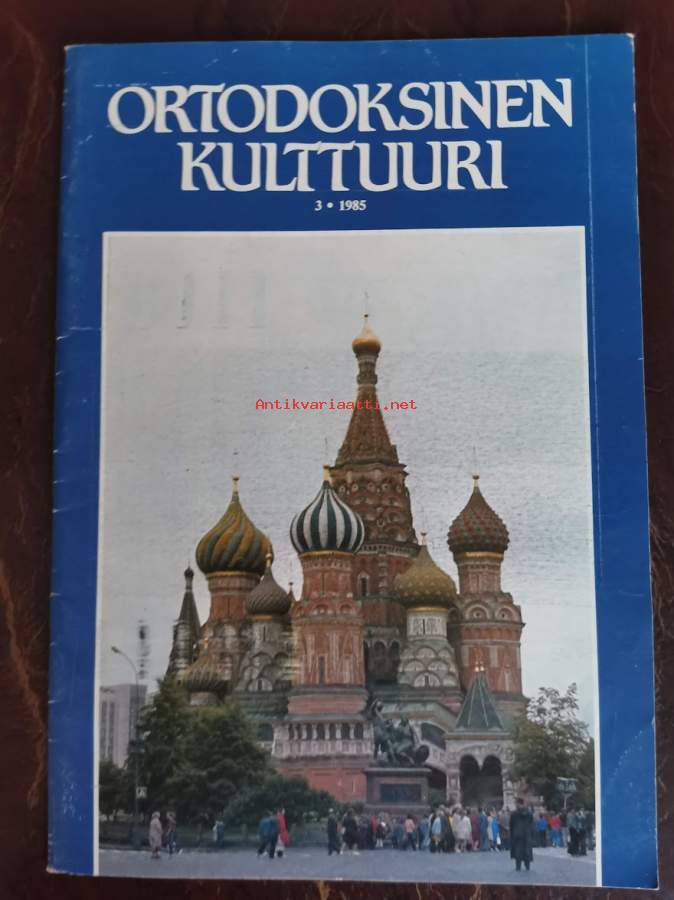 ORTODOKSINEN
KULTTUURI
3 • 1985
Antikvariaatti.net